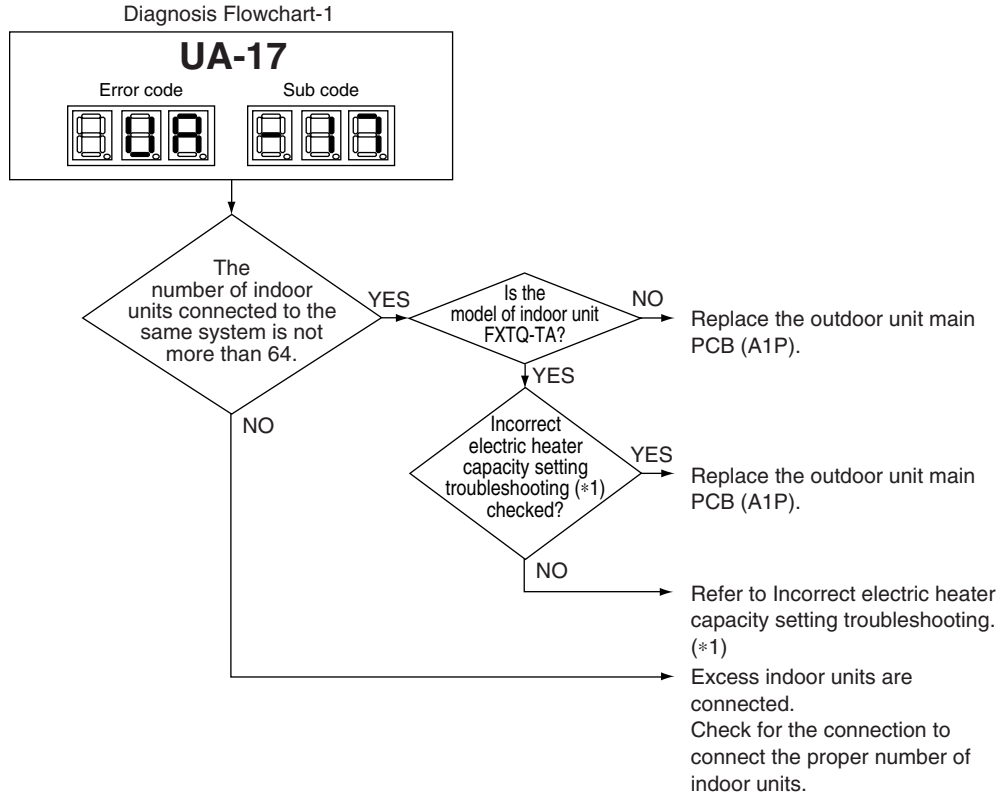 Diagnosis Flowchart-1
UA-17
Error code
Sub code
UA
-17
The
number of indoor
units connected to the
same system is not
more than 64.
YES
Is the
model of indoor unit
FXTQ-TA?
NO
Replace the outdoor unit main
PCB (A1P).
YES
NO
Incorrect
electric heater
capacity setting
troubleshooting (*1)
checked?
YES
Replace the outdoor unit main
PCB (A1P).
NO
Refer to Incorrect electric heater
capacity setting troubleshooting.
(*1)
Excess indoor units are
connected.
Check for the connection to
connect the proper number of
indoor units.